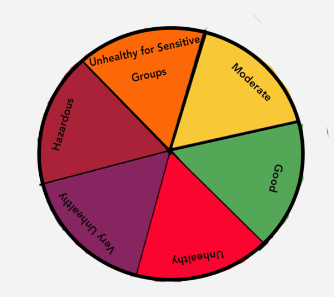 Unhealthy for Sensitive
Groups
Moderate
Good
Unhealthy
Very Unhealthy
Hazardous